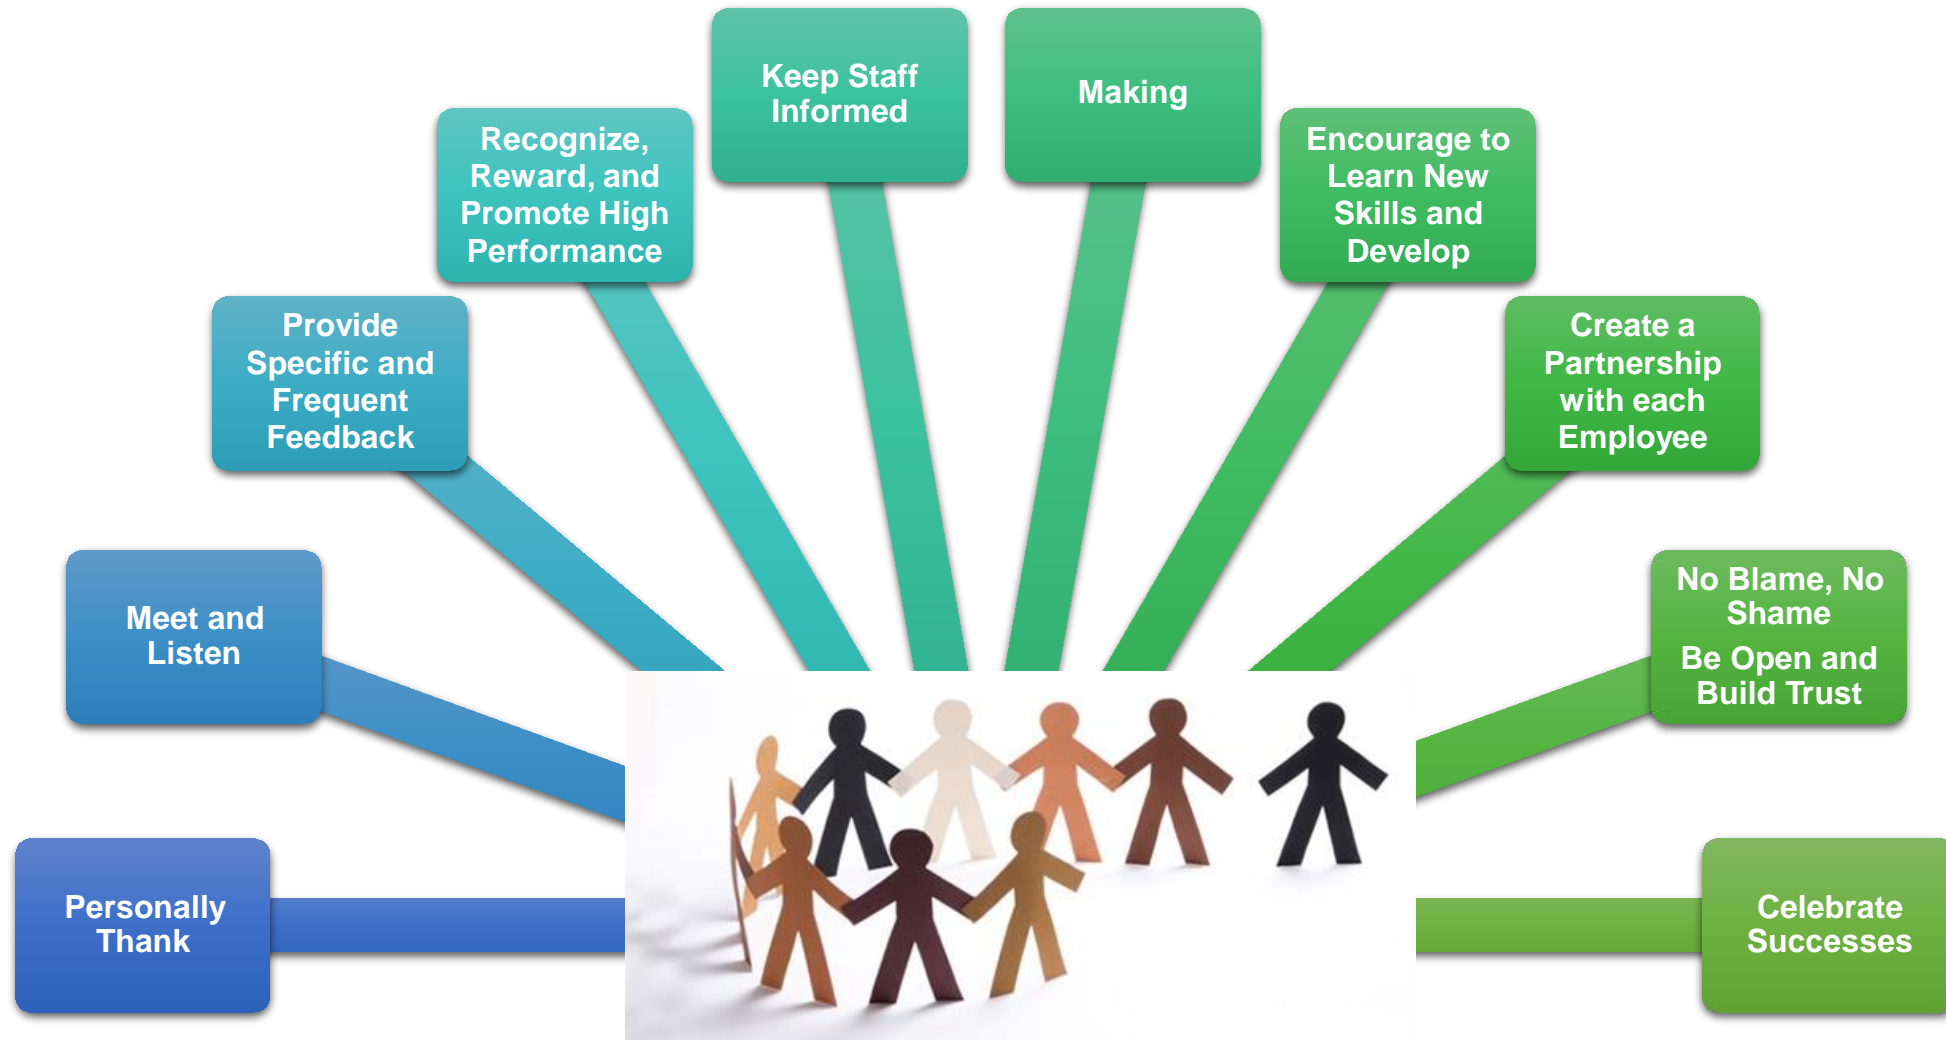 Personally
Thank
Meet and
Listen
Provide
Specific and
Frequent
Feedback
Recognize,
Reward, and
Promote High
Performance
Keep Staff
Informed
Making
Encourage to
Learn New
Skills and
Develop
Create a
Partnership
with each
Employee
No Blame, No
Shame
Be Open and
Build Trust
Celebrate
Successes